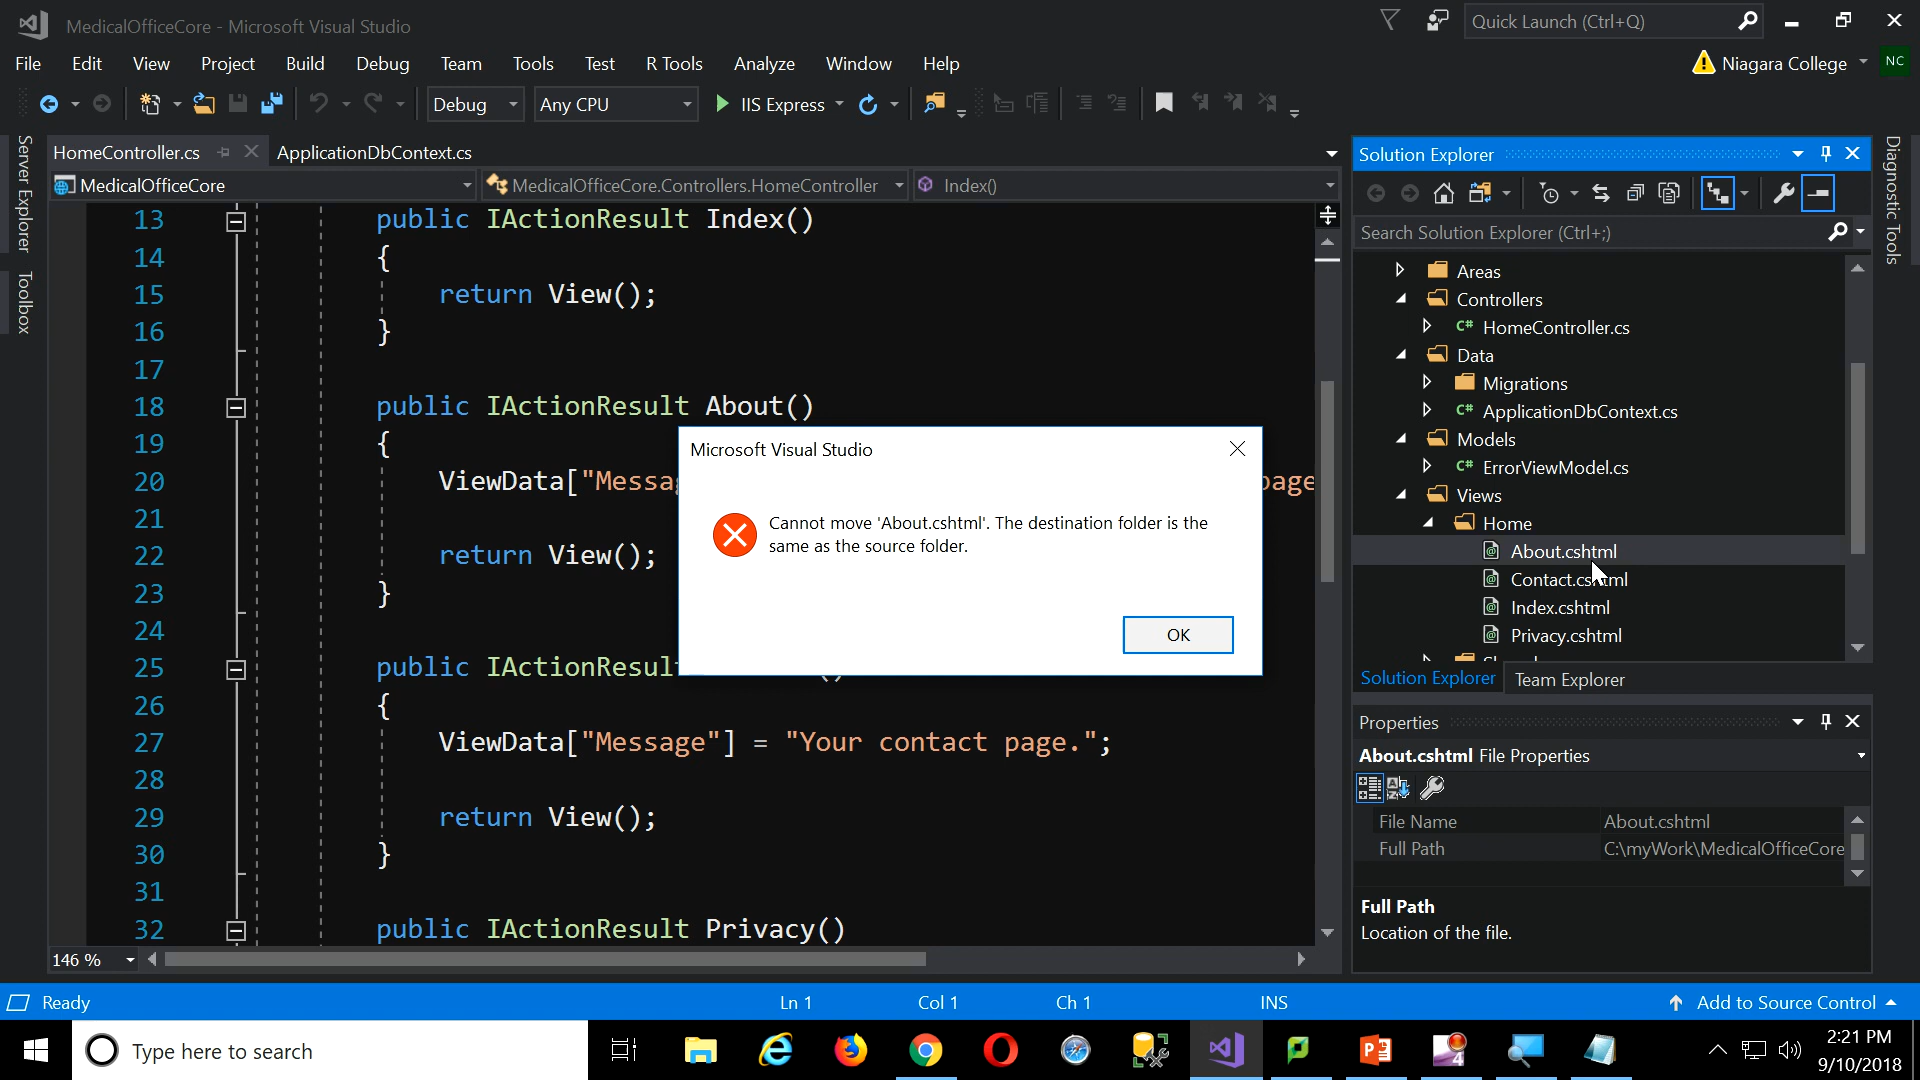 MedicalOfficeCore - Microsoft Visual Studio
Quick Launch (Ctrl+Q)
File Edit View Project Build Debug Team Tools Test R Tools Analyze Window Help
Niagara College
NC
Debug
Any CPU
IIS Express
Server Explorer
Toolbox
HomeController.cs
ApplicationDbContext.cs
MedicalOfficeCore
MedicalOfficeCore.Controllers.HomeController
Index()
13 public IActionResult Index()
14 {
15 return View();
16 }
17
18 public IActionResult About()
19 {
20 ViewData["Messa page
21
22 return View();
23 }
24
25 public IActionResult
26 {
27 ViewData["Message"] = "Your contact page.";
28
29 return View();
30 }
31
32 public IActionResult Privacy()
146 %
Microsoft Visual Studio
Cannot move 'About.cshtml'. The destination folder is the
same as the source folder.
OK
Solution Explorer
Search Solution Explorer (Ctrl+;)
Areas
Controllers
C# HomeController.cs
Data
Migrations
C# ApplicationDbContext.cs
Models
C# ErrorViewModel.cs
Views
Home
About.cshtml
Contact.cshtml
Index.cshtml
Privacy.cshtml
Solution Explorer
Team Explorer
Properties
About.cshtml File Properties
File Name About.cshtml
Full Path C:\myWork\MedicalOfficeCore
Full Path
Location of the file.
Diagnostic Tools
Ready
Ln 1
Col 1
Ch 1
INS
Add to Source Control
Type here to search
2:21 PM
9/10/2018